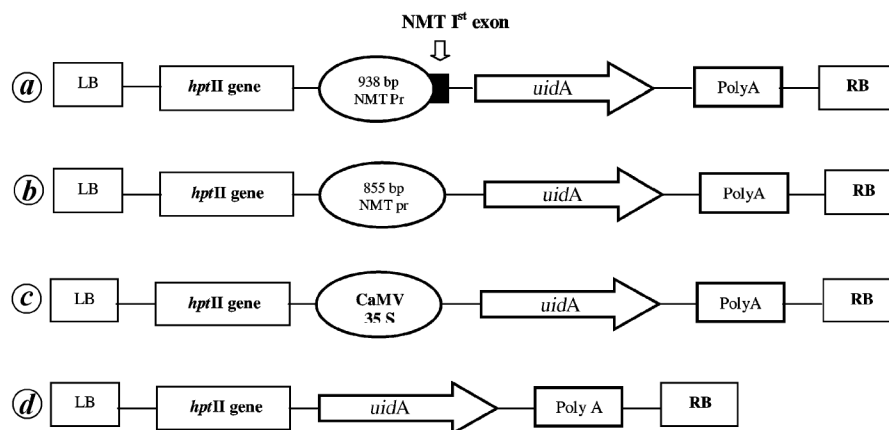 NMT Ist exon
a LB hptII gene 938 bp NMT Pr uidA PolyA RB
b LB hptII gene 855 bp NMT pr uidA PolyA RB
c LB hptII gene CaMV 35 S uidA PolyA RB
d LB hptII gene uidA Poly A RB